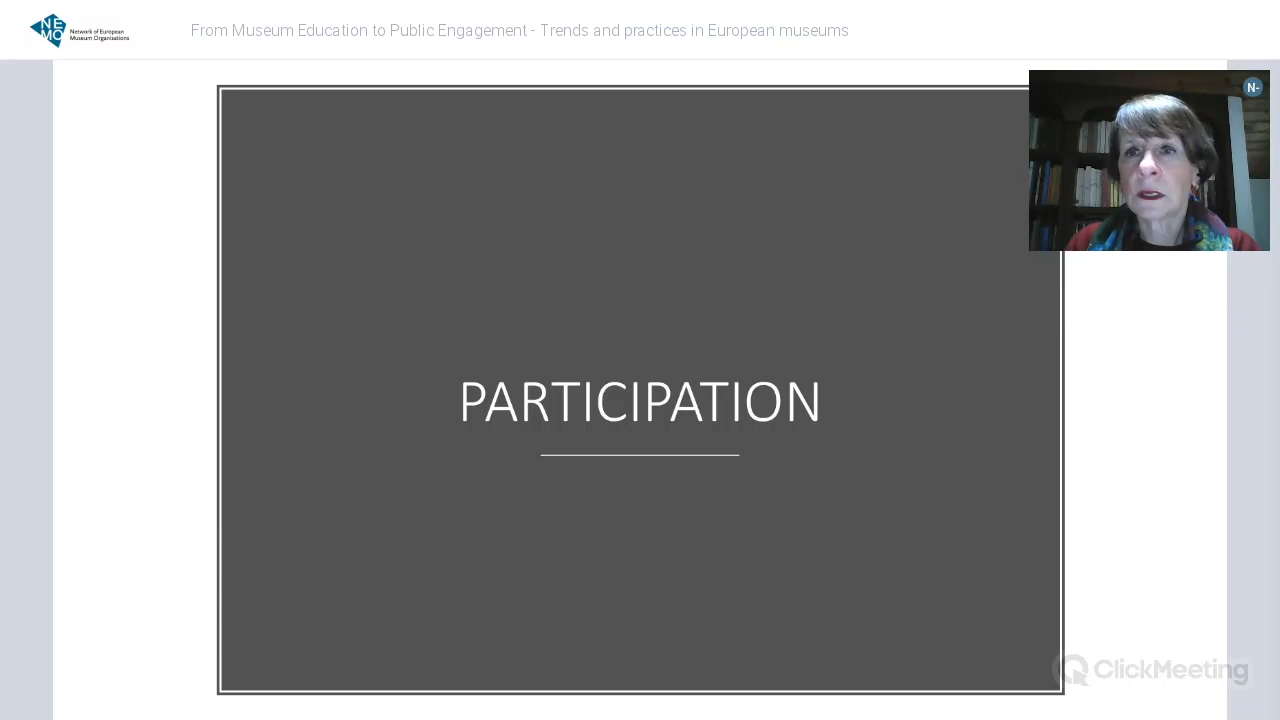 NE
MO
Network of European
Museum Organisations
From Museum Education to Public Engagement - Trends and practices in European museums
N-
PARTICIPATION
ClickMeeting